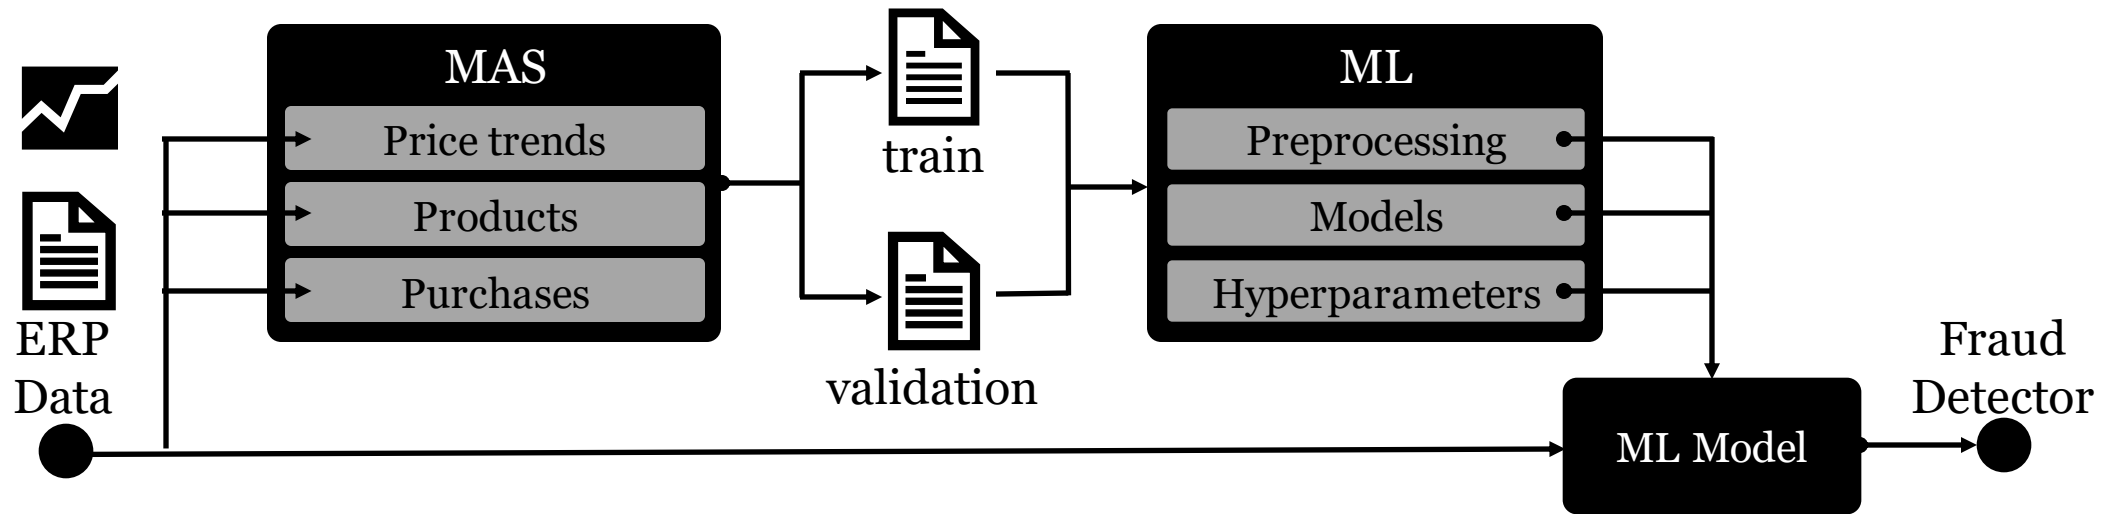 ERP
Data
MAS
Price trends
Products
Purchases
train
validation
ML
Preprocessing
Models
Hyperparameters
ML Model
Fraud
Detector